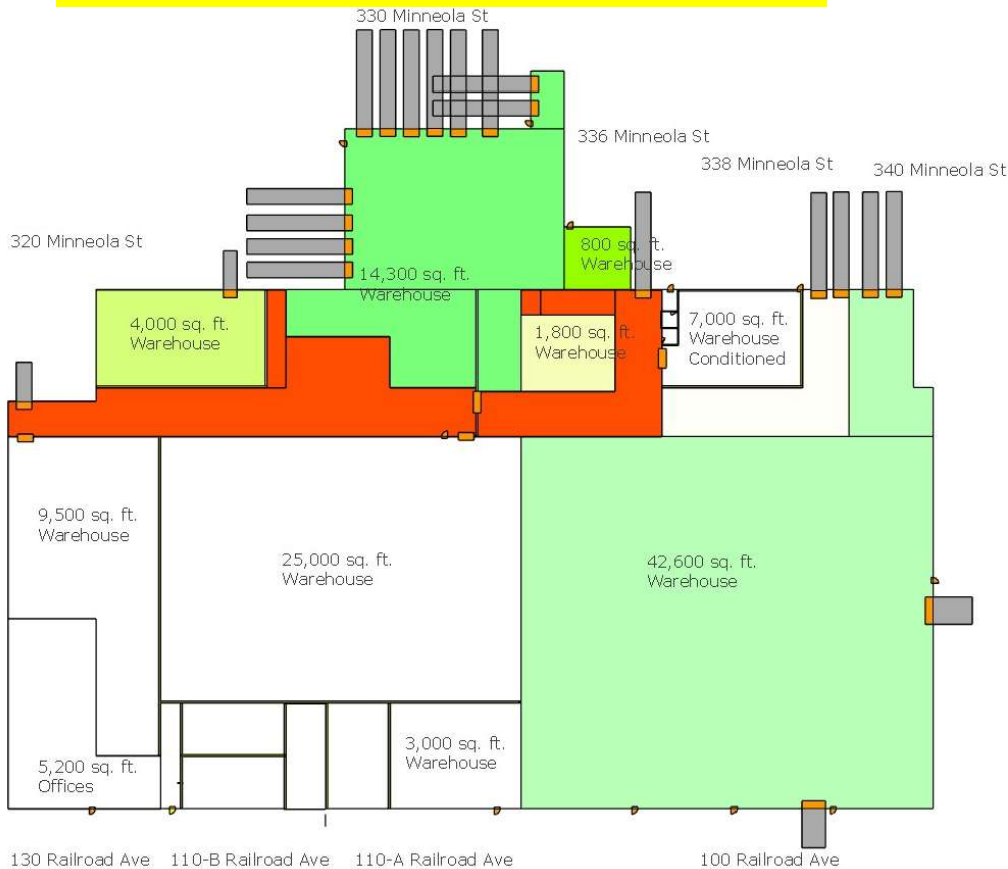 330 Minneola St
336 Minneola St
338 Minneola St
340 Minneola St
320 Minneola St
800 sq. ft.
Warehouse
14,300 sq. ft.
Warehouse
4,000 sq. ft.
Warehouse
1,800 sq. ft.
Warehouse
7,000 sq. ft.
Warehouse
Conditioned
9,500 sq. ft.
Warehouse
25,000 sq. ft.
Warehouse
42,600 sq. ft.
Warehouse
3,000 sq. ft.
Warehouse
5,200 sq. ft.
Offices
130 Railroad Ave
110-B Railroad Ave
110-A Railroad Ave
100 Railroad Ave